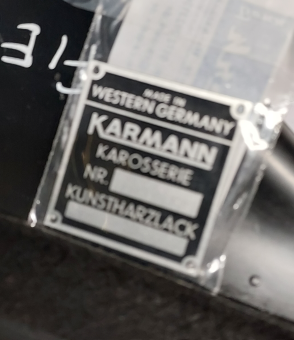 MADE IN
WESTERN GERMANY
KARMANN
KAROSSERIE
NR.
KUNSTHARZLACK